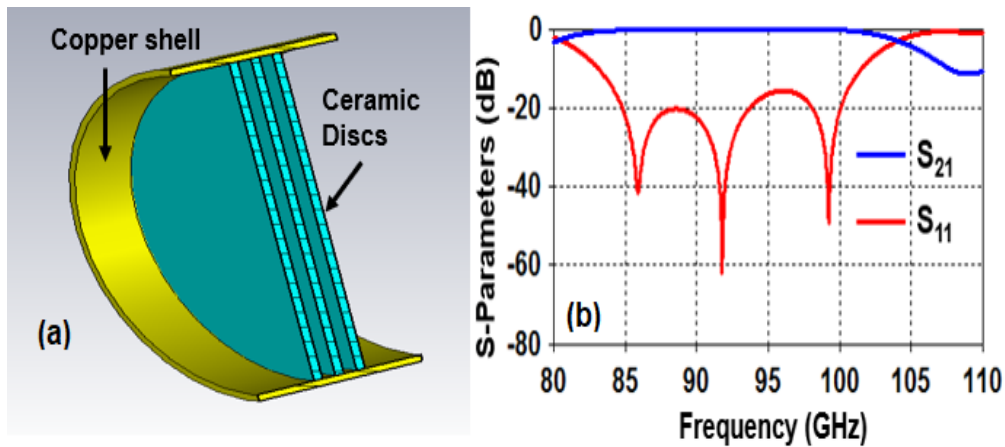 Copper shell
Ceramic
Discs
(a)
(b)
S-Parameters (dB)
0
-20
-40
-60
-80
S21
S11
80
85
90
95
100
105
110
Frequency (GHz)
(b)